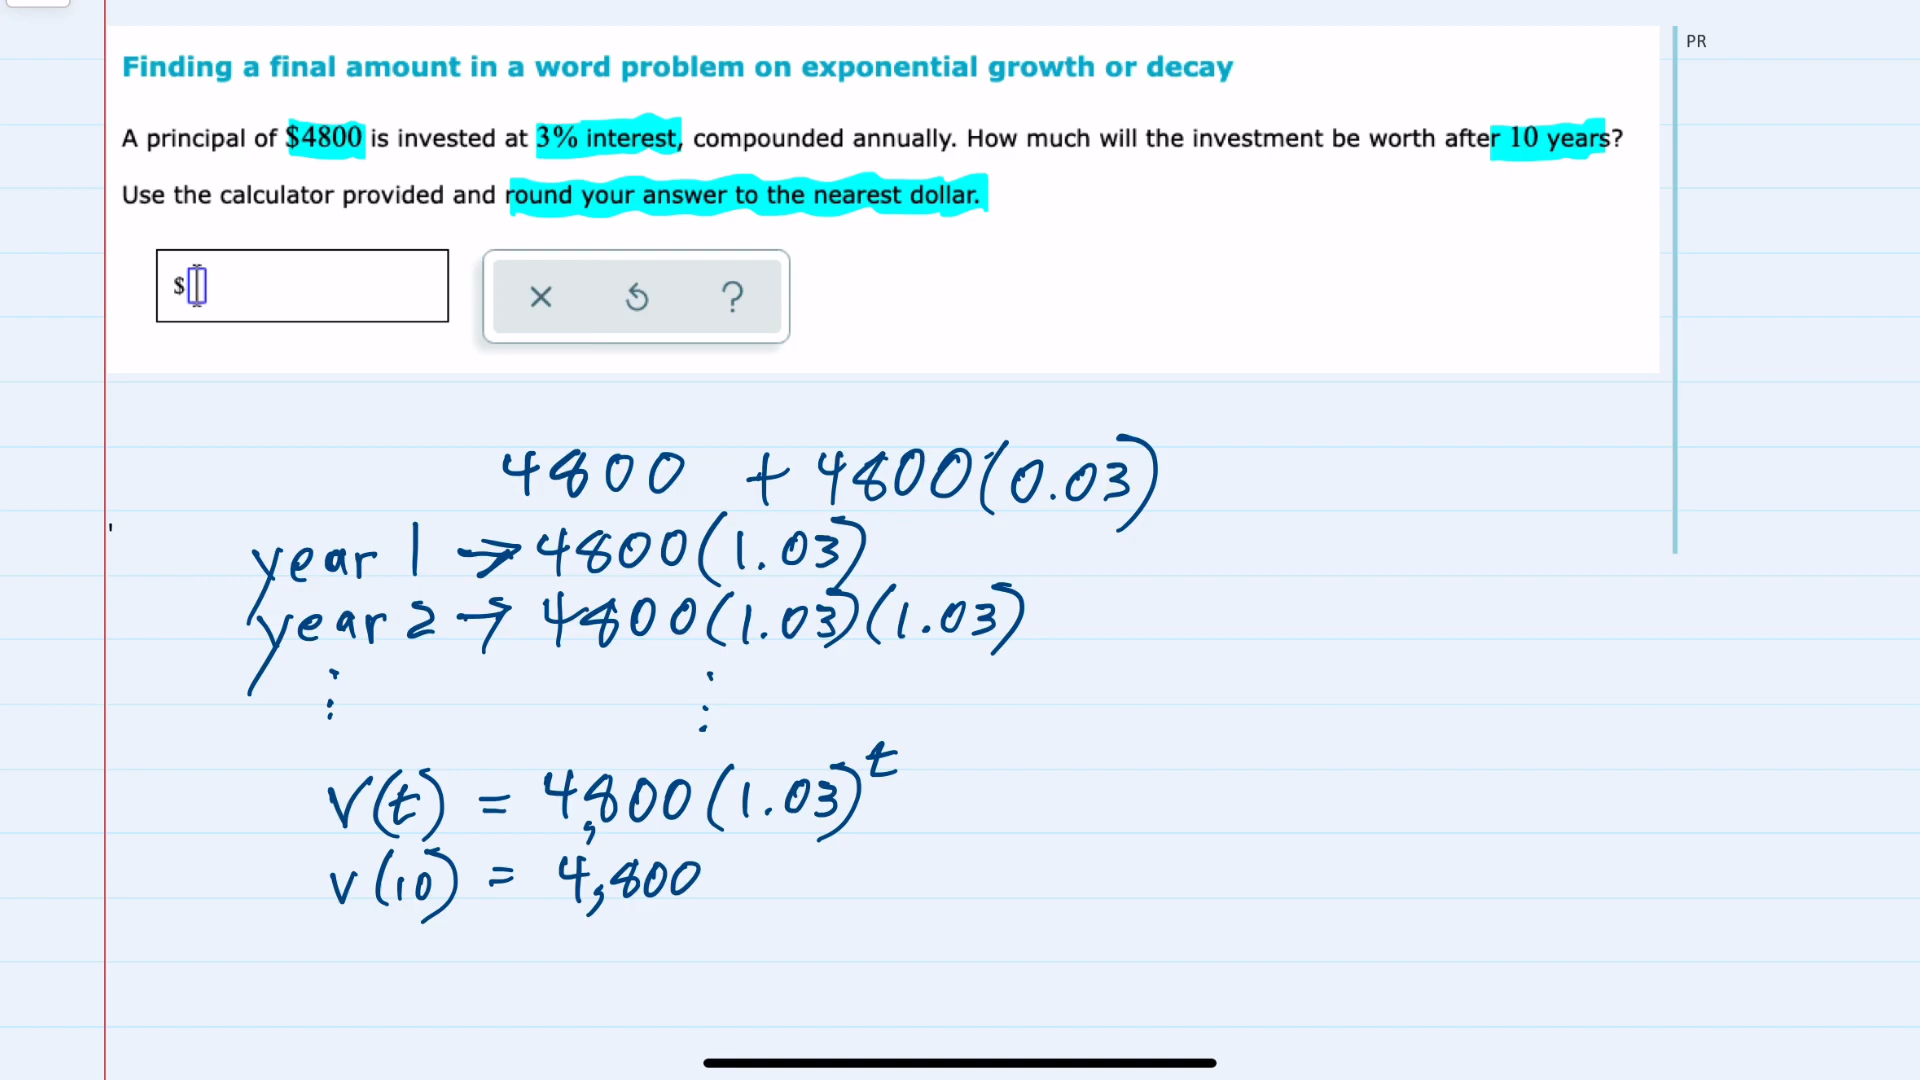 PR
Finding a final amount in a word problem on exponential growth or decay
A principal of $4800 is invested at 3% interest, compounded annually. How much will the investment be worth after 10 years?
Use the calculator provided and round your answer to the nearest dollar.
$
?
4800 + 4800(0.03)
year 1 → 4800(1.03)
year 2 → 4800(1.03)(1.03)
⋮ ⋮
V(t) = 4,800(1.03)^t
V(10) = 4,800